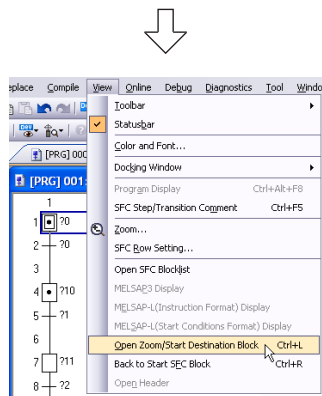 eplace Compile View Online Debug Diagnostics Tool Windo
Toolbar
Statusbar
[PRG] 000
Color and Font...
Docking Window
[PRG] 001:
Program Display Ctrl+Alt+F8
1
SFC Step/Transition Comment Ctrl+F5
1 ?0
Zoom...
2 ?0
SFC Row Setting...
3
Open SFC Blocklist
4 ?10
MELSAP3 Display
5 ?1
MELSAP-L(Instruction Format) Display
MELSAP-L(Start Conditions Format) Display
6
Open Zoom/Start Destination Block Ctrl+L
7 ?11
Back to Start SFC Block Ctrl+R
8 ?2
Open Header